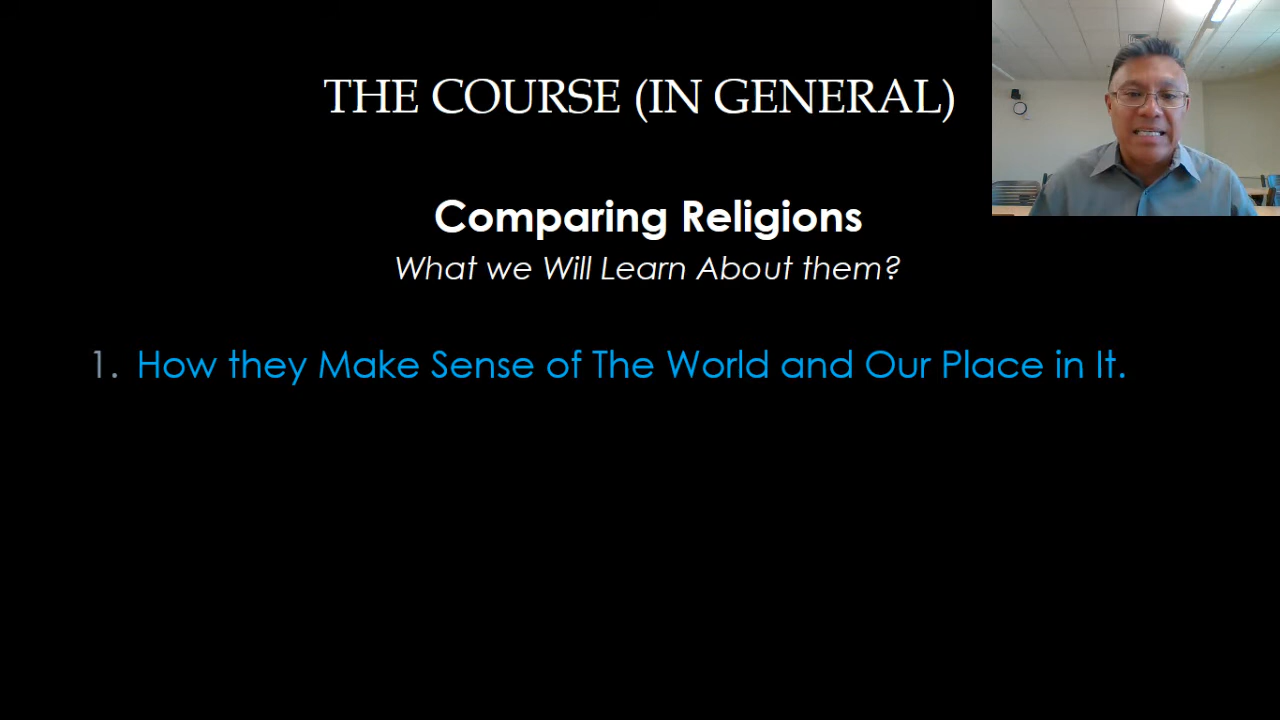 THE COURSE (IN GENERAL)
Comparing Religions
What we Will Learn About them?
1. How they Make Sense of The World and Our Place in It.